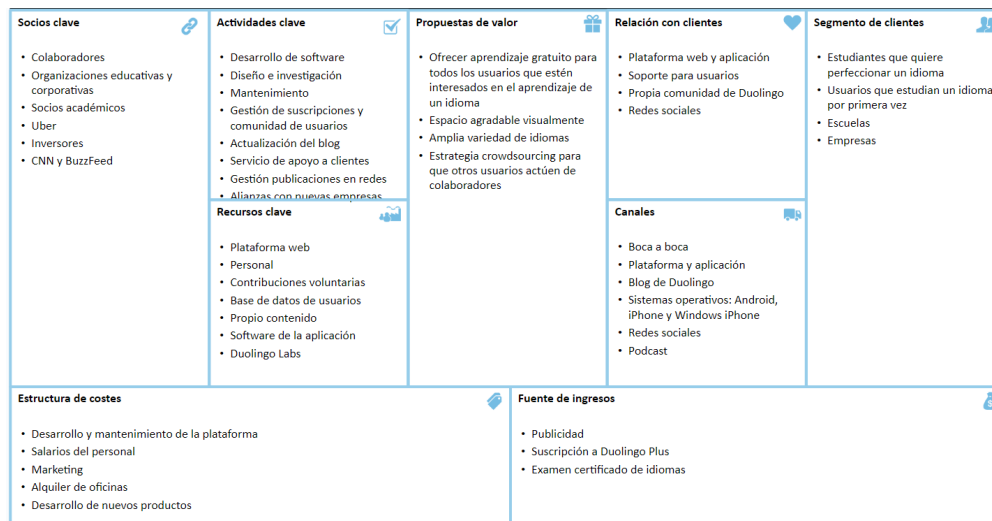 Socios clave
• Colaboradores
• Organizaciones educativas y
corporativas
• Socios académicos
• Uber
• Inversores
• CNN y BuzzFeed
Actividades clave
• Desarrollo de software
• Diseño e investigación
• Mantenimiento
• Gestión de suscripciones y
comunidad de usuarios
• Actualización del blog
• Servicio de apoyo a clientes
• Gestión publicaciones en redes
• Alianzas con nuevas empresas
Recursos clave
• Plataforma web
• Personal
• Contribuciones voluntarias
• Base de datos de usuarios
• Propio contenido
• Software de la aplicación
• Duolingo Labs
Propuestas de valor
• Ofrecer aprendizaje gratuito para
todos los usuarios que estén
interesados en el aprendizaje de
un idioma
• Espacio agradable visualmente
• Amplia variedad de idiomas
• Estrategia crowdsourcing para
que otros usuarios actúen de
colaboradores
Relación con clientes
• Plataforma web y aplicación
• Soporte para usuarios
• Propia comunidad de Duolingo
• Redes sociales
Canales
• Boca a boca
• Plataforma y aplicación
• Blog de Duolingo
• Sistemas operativos: Android,
iPhone y Windows iPhone
• Redes sociales
• Podcast
Segmento de clientes
• Estudiantes que quiere
perfeccionar un idioma
• Usuarios que estudian un idioma
por primera vez
• Escuelas
• Empresas
Estructura de costes
• Desarrollo y mantenimiento de la plataforma
• Salarios del personal
• Marketing
• Alquiler de oficinas
• Desarrollo de nuevos productos
Fuente de ingresos
• Publicidad
• Suscripción a Duolingo Plus
• Examen certificado de idiomas